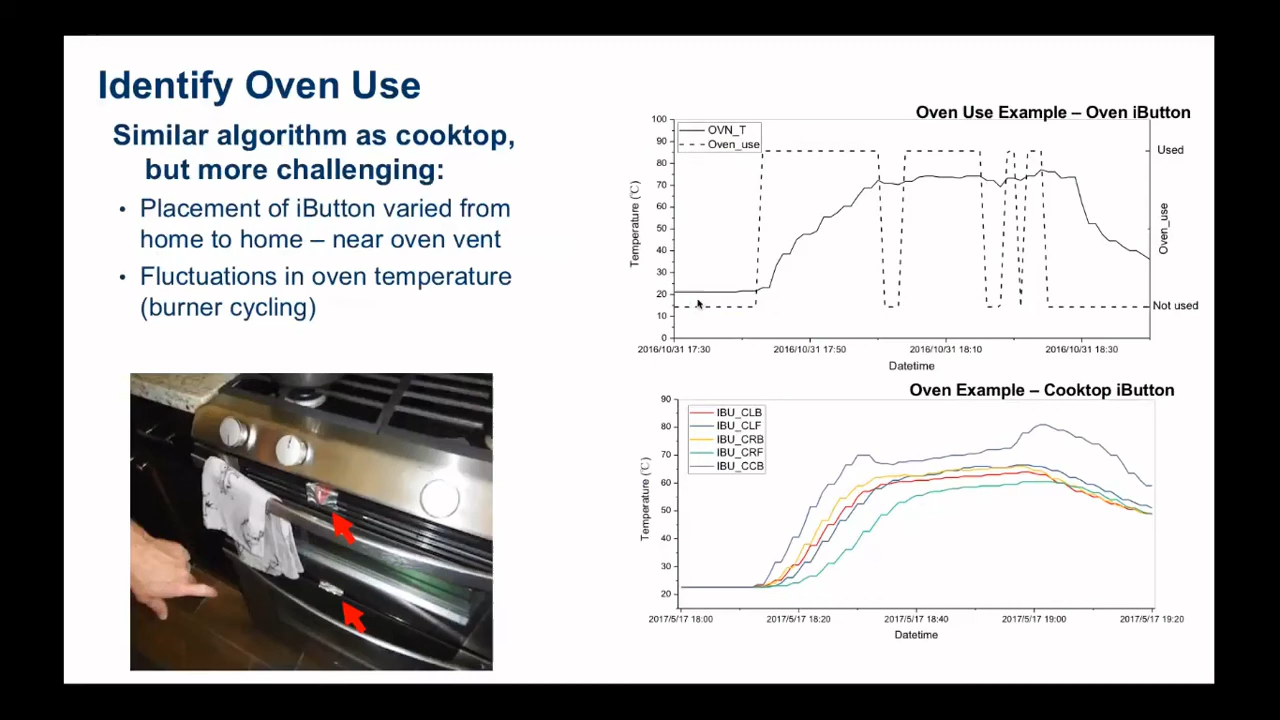 Identify Oven Use
Similar algorithm as cooktop,
but more challenging:
• Placement of iButton varied from
home to home – near oven vent
• Fluctuations in oven temperature
(burner cycling)
Oven Use Example – Oven iButton
OVN_T
Oven_use
100
90
80
70
60
50
40
30
20
10
0
Temperature (℃)
Used
Oven_use
Not used
2016/10/31 17:30
2016/10/31 17:50
2016/10/31 18:10
2016/10/31 18:30
Datetime
Oven Example – Cooktop iButton
IBU_CLB
IBU_CLF
IBU_CRB
IBU_CRF
IBU_CCB
90
80
70
60
50
40
30
20
Temperature (℃)
2017/5/17 18:00
2017/5/17 18:20
2017/5/17 18:40
2017/5/17 19:00
2017/5/17 19:20
Datetime